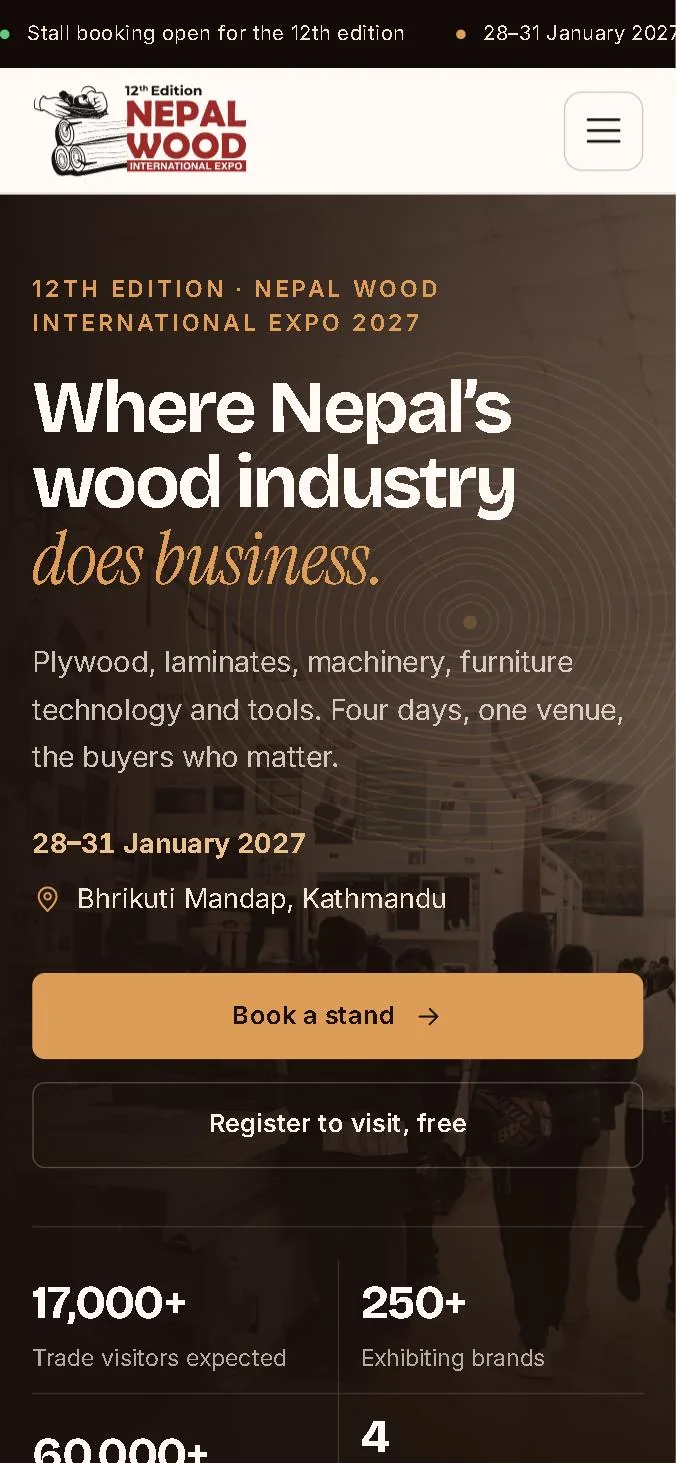 Stall booking open for the 12th edition
28–31 January 2027
12th Edition
NEPAL
WOOD
INTERNATIONAL EXPO
12TH EDITION · NEPAL WOOD
INTERNATIONAL EXPO 2027
Where Nepal's
wood industry
does business.
Plywood, laminates, machinery, furniture
technology and tools. Four days, one venue,
the buyers who matter.
28–31 January 2027
Bhrikuti Mandap, Kathmandu
Book a stand →
Register to visit, free
17,000+
Trade visitors expected
250+
Exhibiting brands
60,000+
4